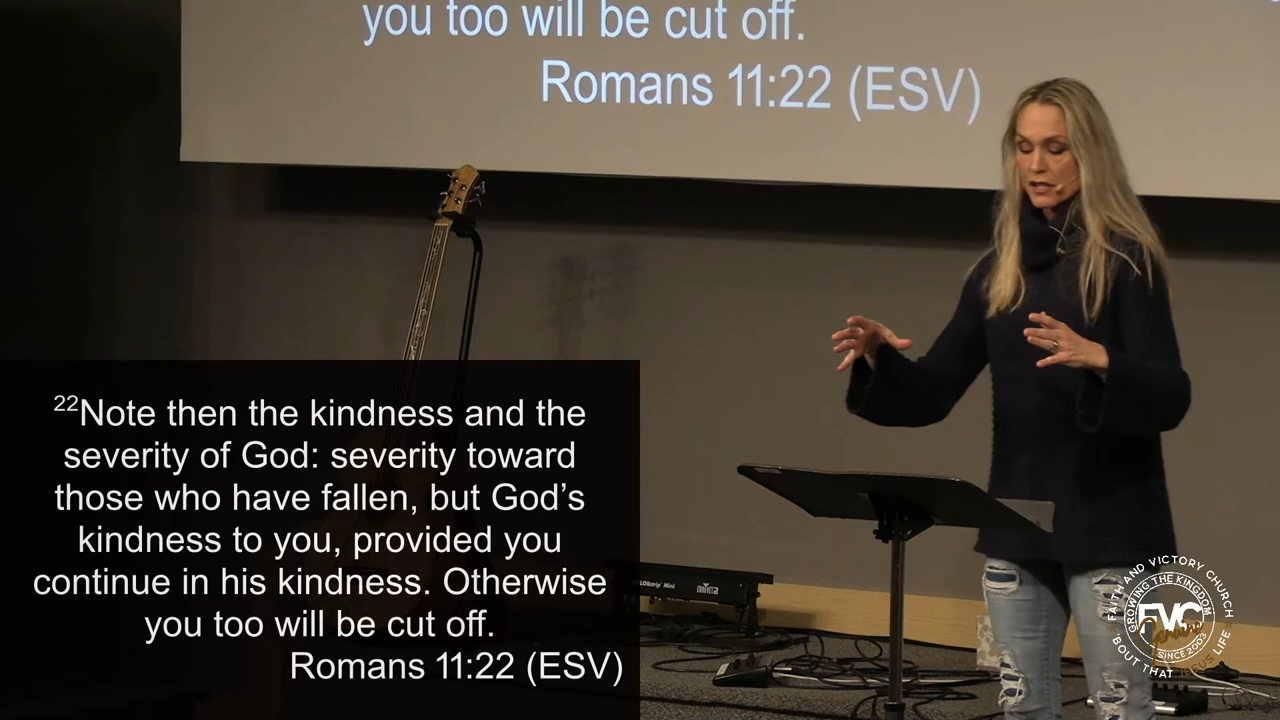 you too will be cut off.
Romans 11:22 (ESV)
22Note then the kindness and the
severity of God: severity toward
those who have fallen, but God’s
kindness to you, provided you
continue in his kindness. Otherwise
you too will be cut off.
Romans 11:22 (ESV)
Mini
CHAUVET
FAITH AND VICTORY CHURCH
GROWING THE KINGDOM
FVC
SINCE 2003
'BOUT THAT JESUS LIFE